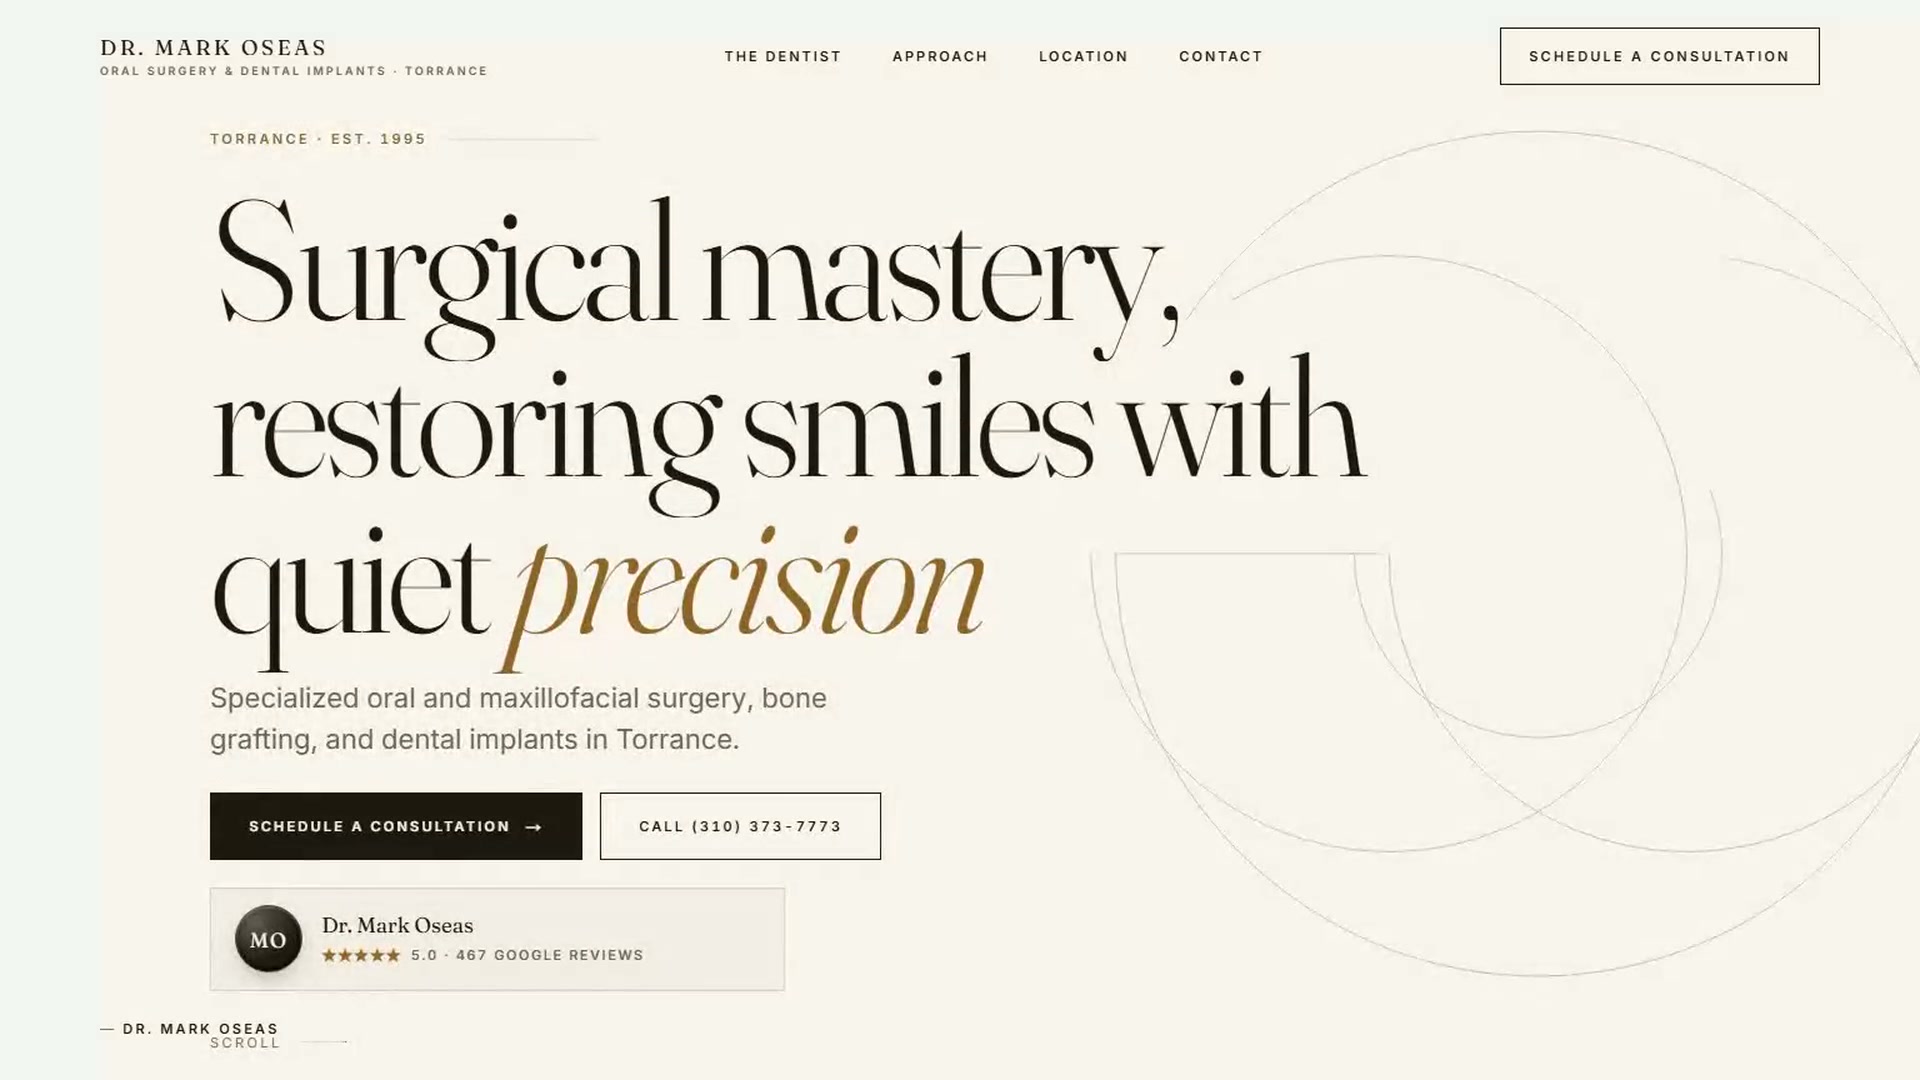 DR. MARK OSEAS
ORAL SURGERY & DENTAL IMPLANTS · TORRANCE
THE DENTIST
APPROACH
LOCATION
CONTACT
SCHEDULE A CONSULTATION
TORRANCE · EST. 1995
Surgical mastery,
restoring smiles with
quiet precision
Specialized oral and maxillofacial surgery, bone
grafting, and dental implants in Torrance.
SCHEDULE A CONSULTATION →
CALL (310) 373-7773
MO
Dr. Mark Oseas
★★★★★ 5.0 · 467 GOOGLE REVIEWS
— DR. MARK OSEAS
SCROLL